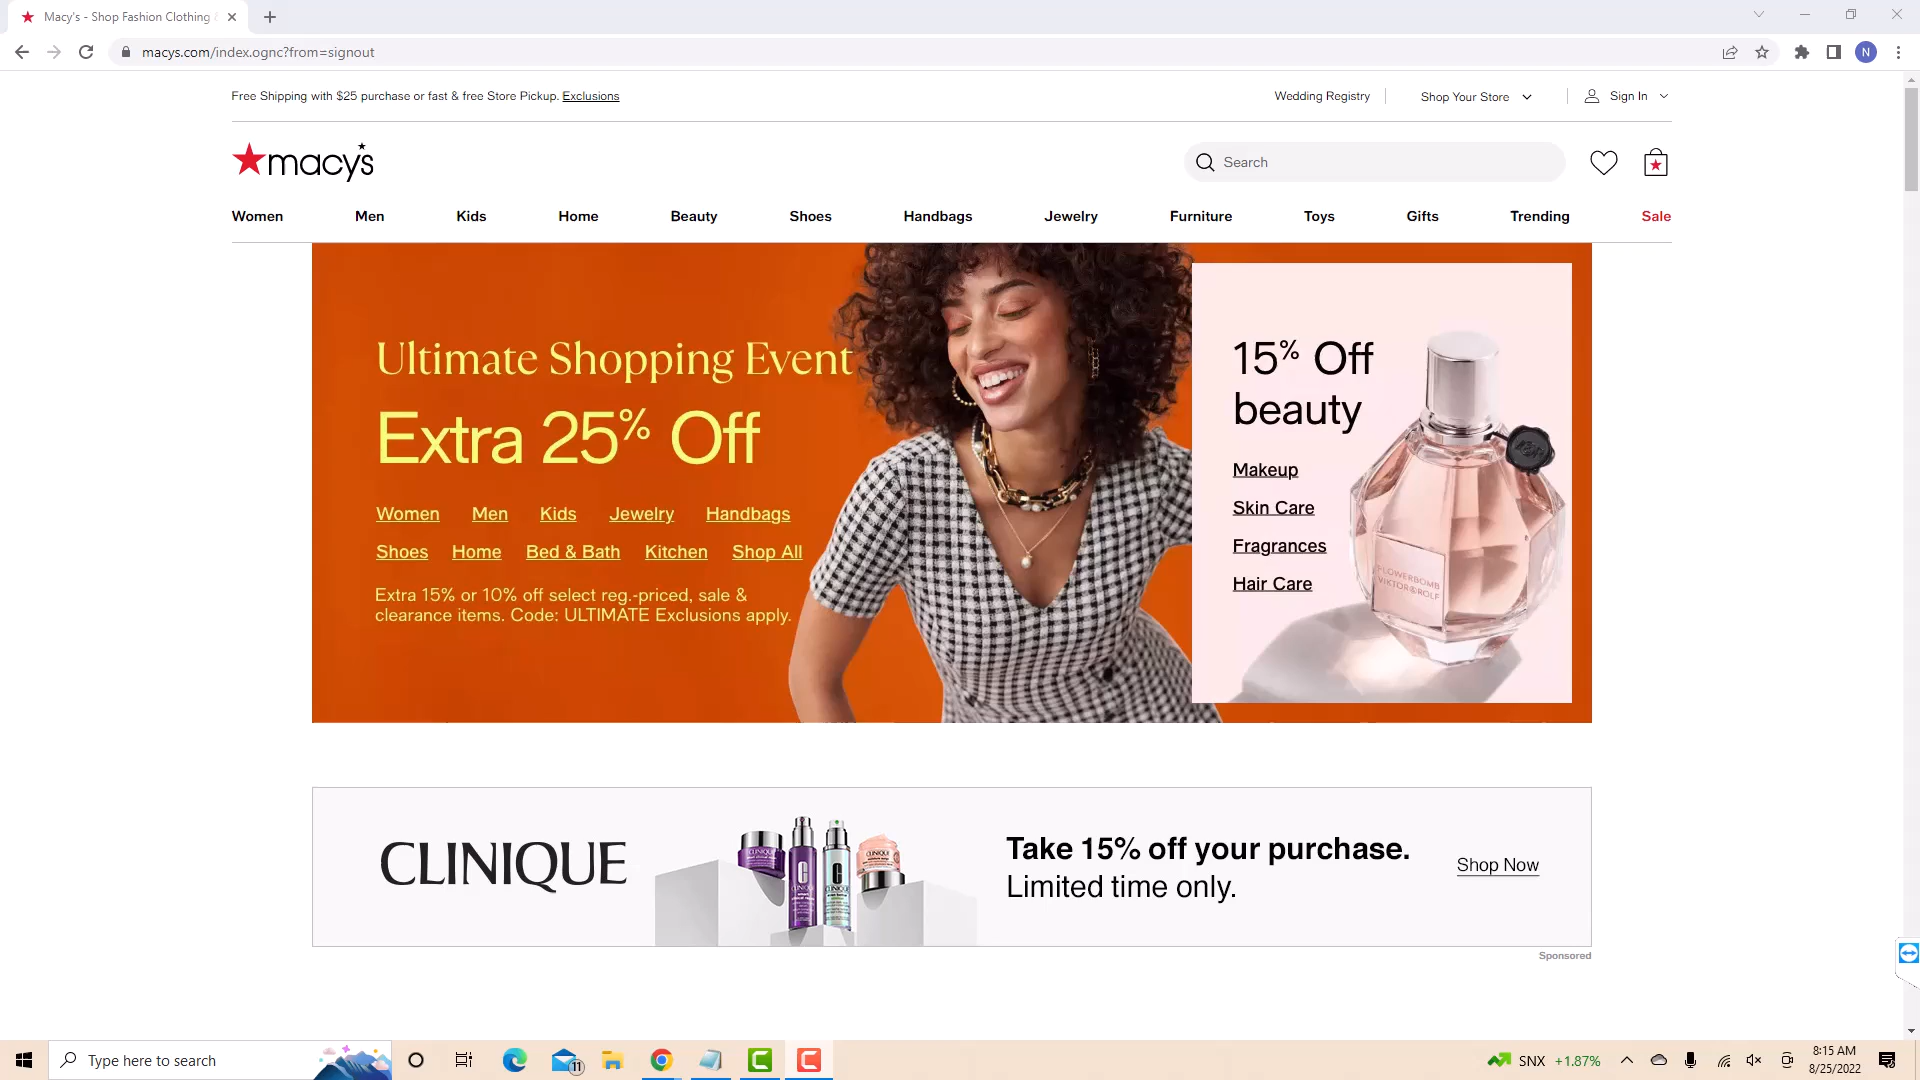 Macy's - Shop Fashion Clothing
macys.com/index.ognc?from=signout
N
Free Shipping with $25 purchase or fast & free Store Pickup. Exclusions
Wedding Registry
Shop Your Store
Sign In
macy's
Search
Women Men Kids Home Beauty Shoes Handbags Jewelry Furniture Toys Gifts Trending Sale
Ultimate Shopping Event
Extra 25% Off
Women Men Kids Jewelry Handbags
Shoes Home Bed & Bath Kitchen Shop All
Extra 15% or 10% off select reg.-priced, sale &
clearance items. Code: ULTIMATE Exclusions apply.
15% Off
beauty
Makeup
Skin Care
Fragrances
Hair Care
FLOWERBOMB
VIKTOR&ROLF
CLINIQUE
Take 15% off your purchase.
Limited time only.
Shop Now
Sponsored
Type here to search
11
SNX +1.87%
8:15 AM
8/25/2022